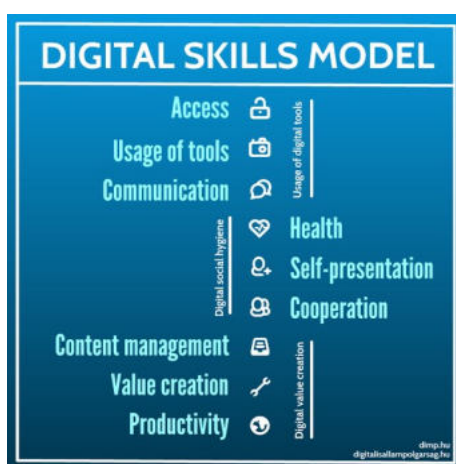 DIGITAL SKILLS MODEL
Access
Usage of tools
Communication
Usage of digital tools
Digital social hygiene
Health
Self-presentation
Cooperation
Content management
Value creation
Productivity
Digital value creation
dimp.hu
digitalisallampolgarsag.hu